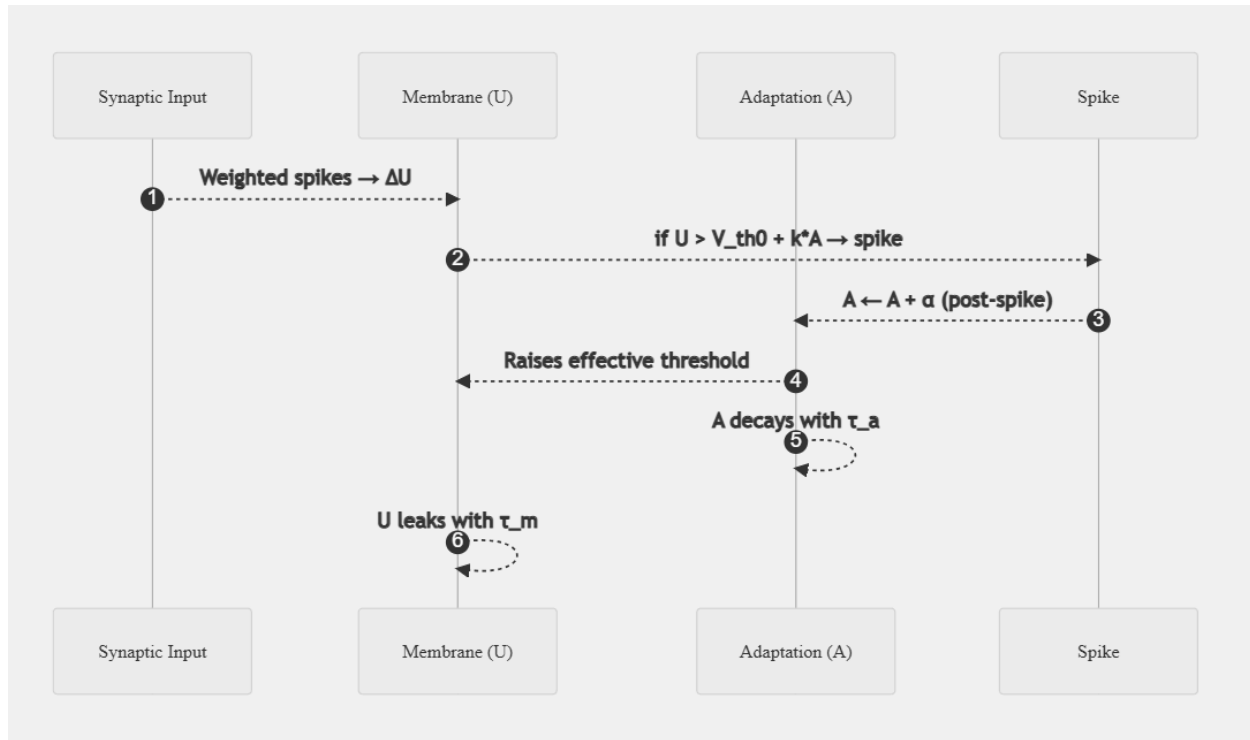 Synaptic Input
Membrane (U)
Adaptation (A)
Spike
Weighted spikes → ΔU
1
if U > V_th0 + k*A → spike
2
A ← A + α (post-spike)
3
Raises effective threshold
4
A decays with τ_a
5
U leaks with τ_m
6
Synaptic Input
Membrane (U)
Adaptation (A)
Spike